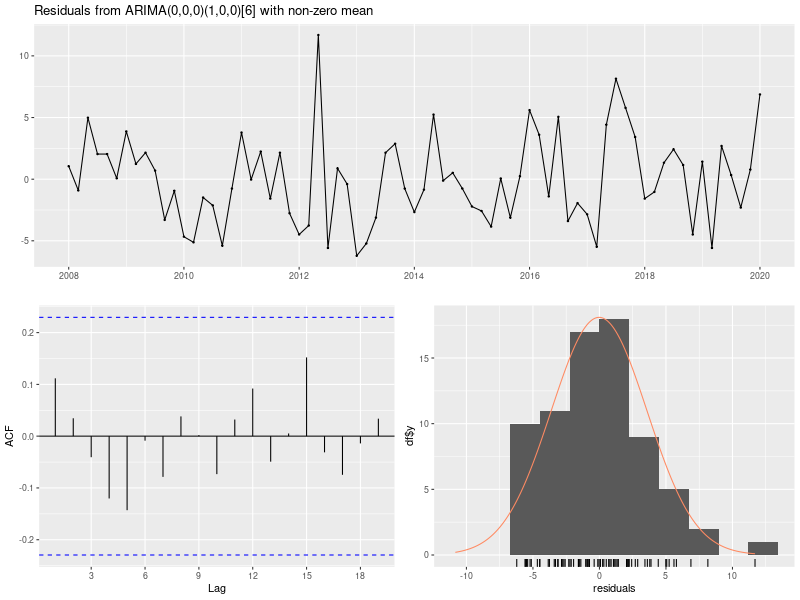 Residuals from ARIMA(0,0,0)(1,0,0)[6] with non-zero mean
10
5
0
-5
2008 2010 2012 2014 2016 2018 2020
ACF
0.2
0.1
0.0
-0.1
-0.2
3 6 9 12 15 18
Lag
df$y
15
10
5
0
-10 -5 0 5 10
residuals